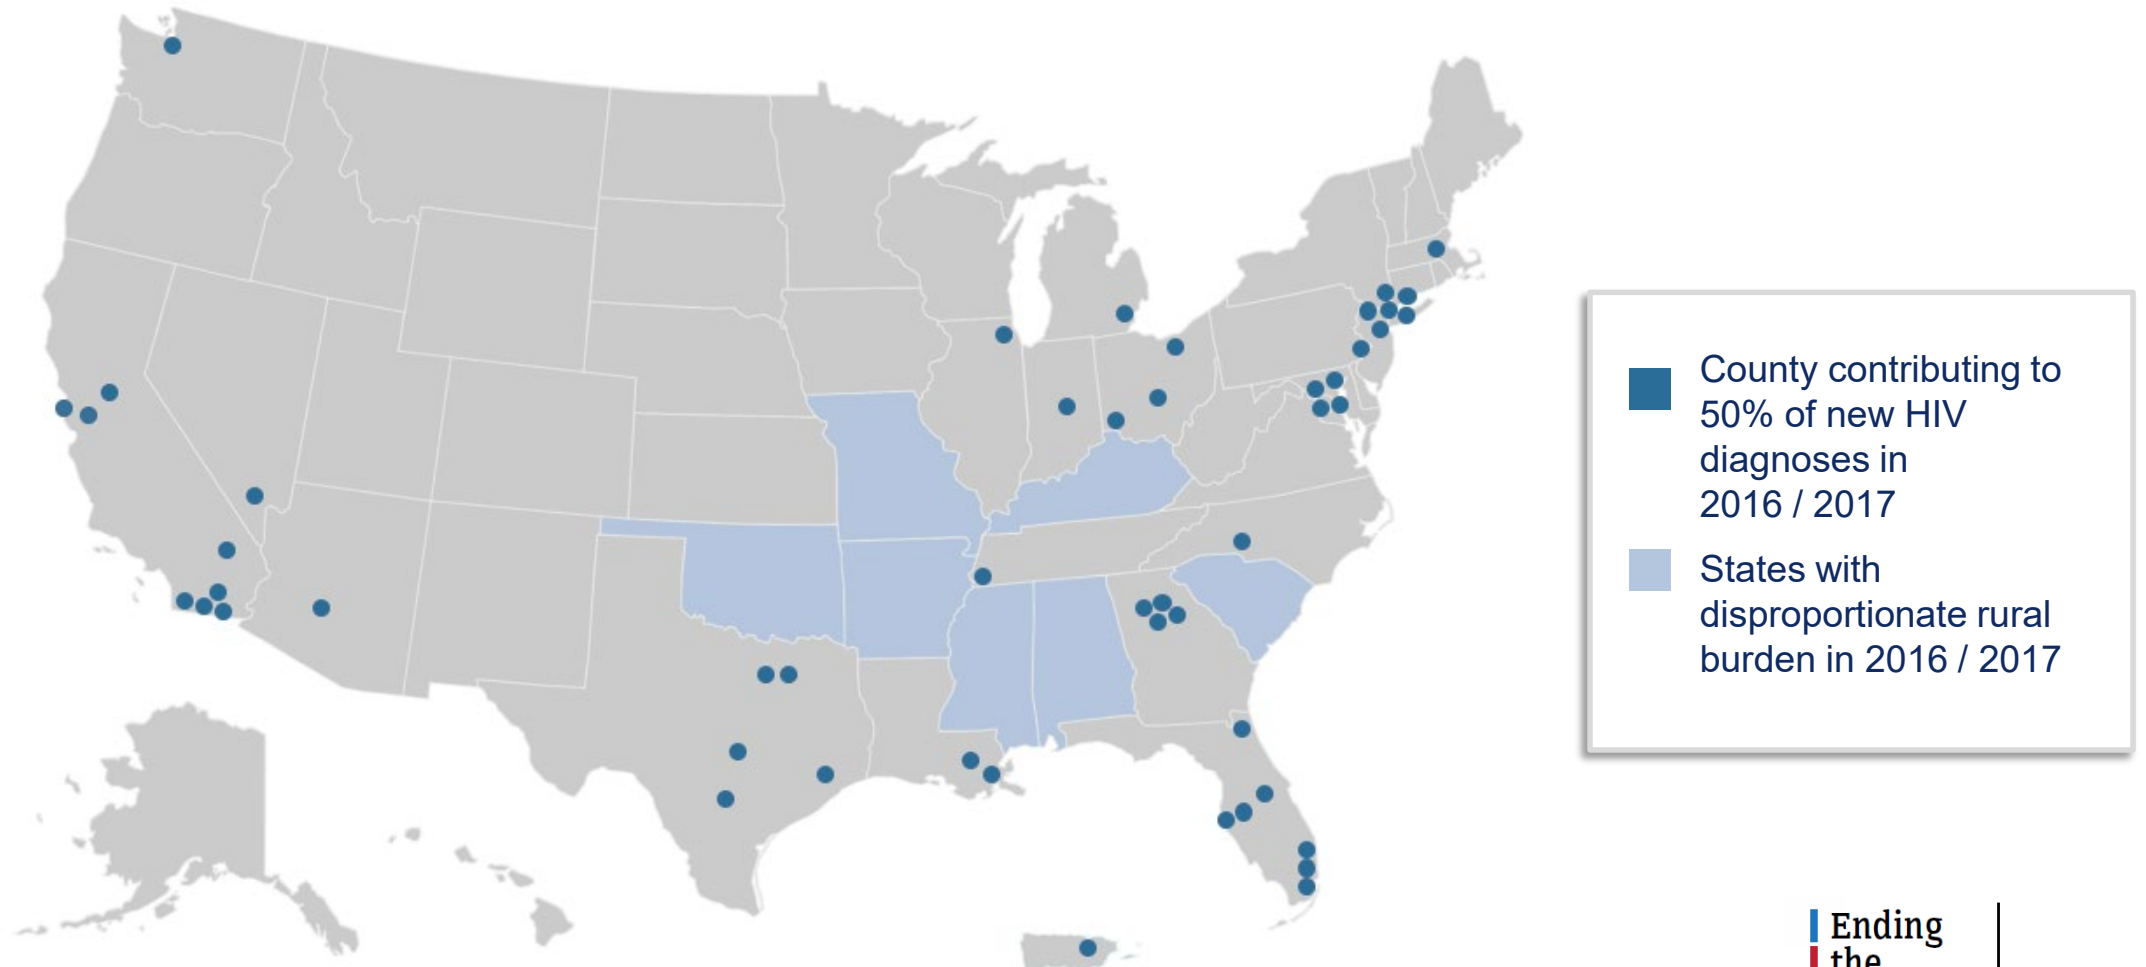 County contributing to
50% of new HIV
diagnoses in
2016 / 2017
States with
disproportionate rural
burden in 2016 / 2017
Ending
the